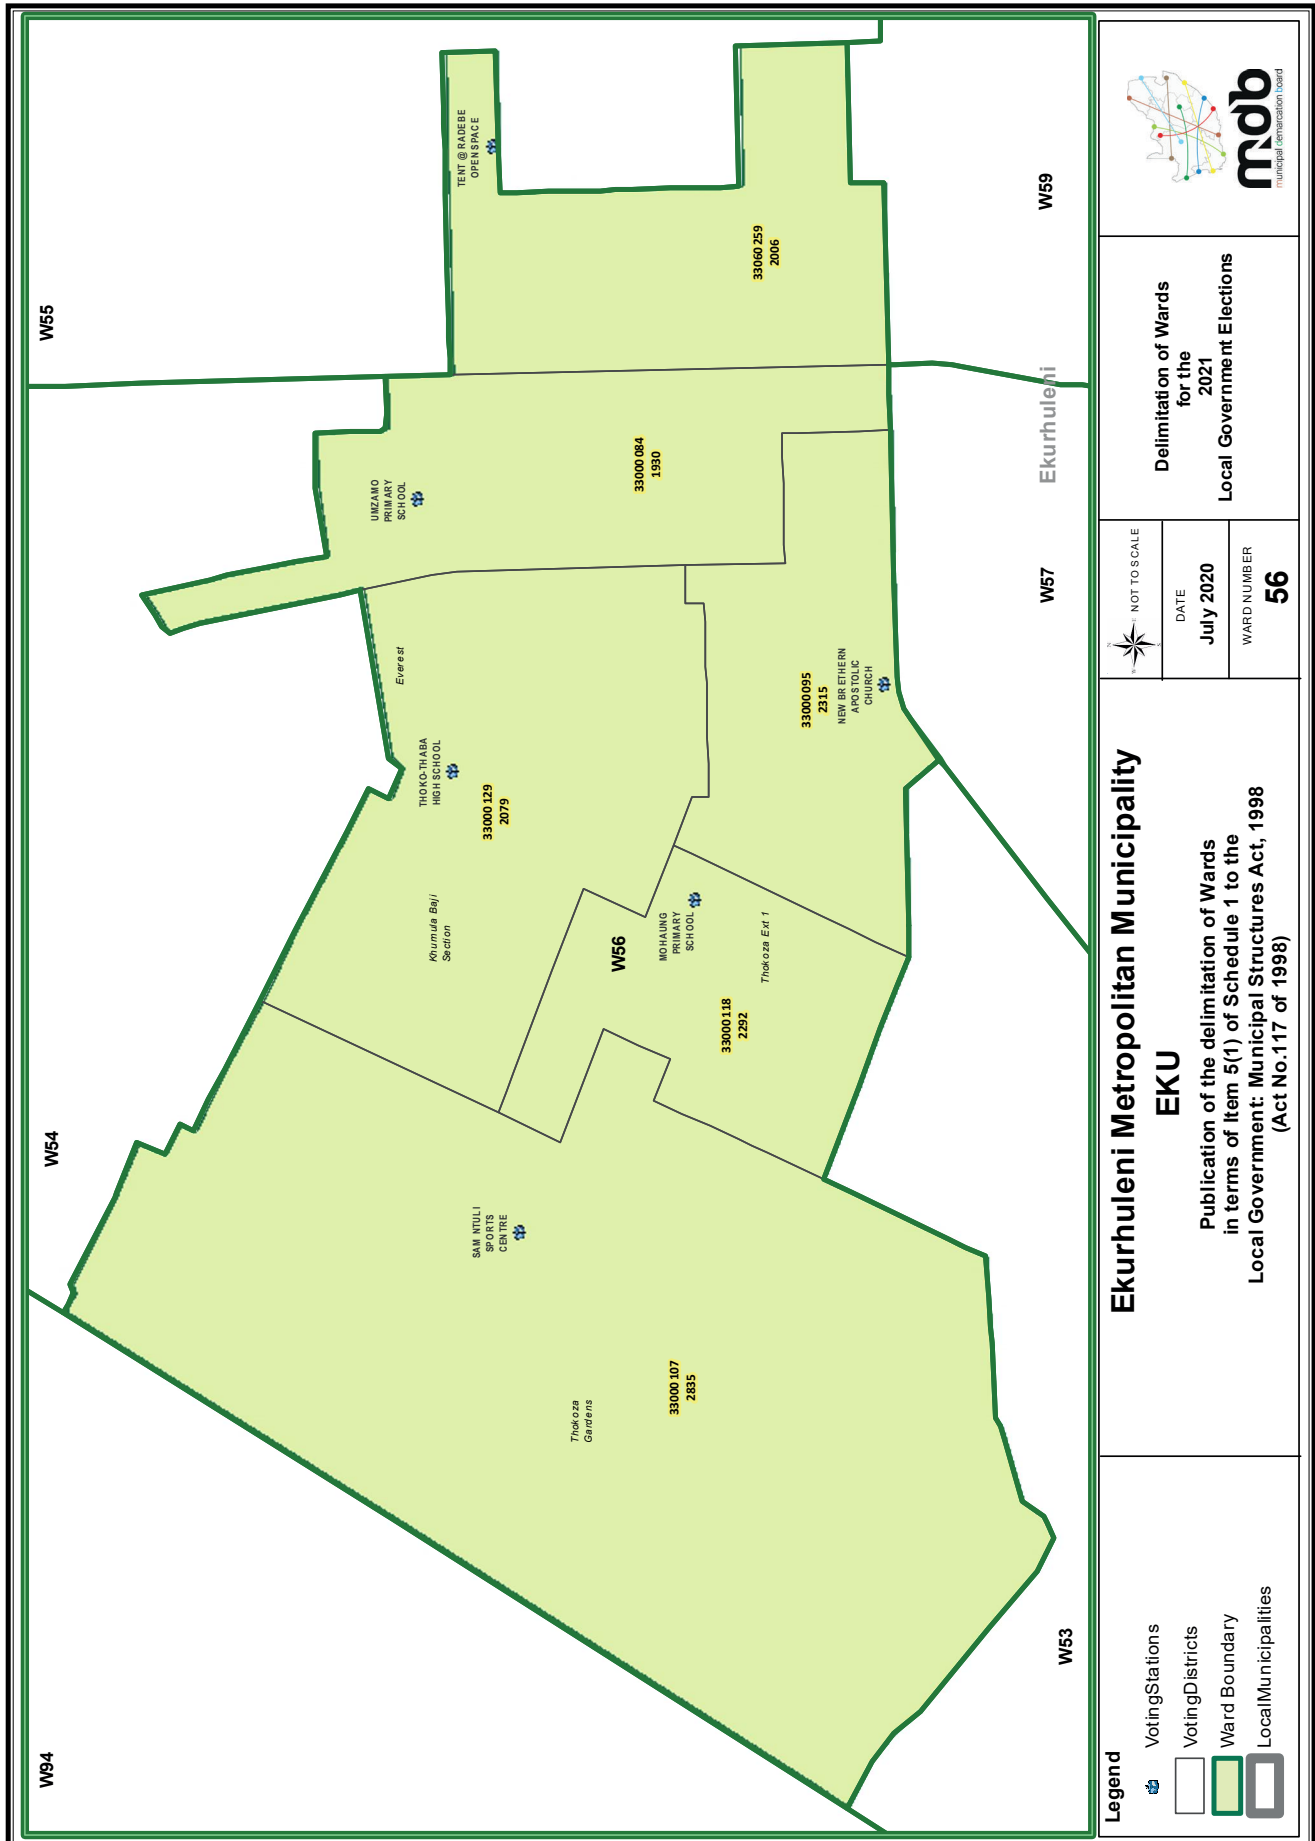 W94
W54
W55
TENT @ RADEBE
OPEN SPACE
UMZAMO
PRIMARY
SCHOOL
Everest
THOKO-THABA
HIGH SCHOOL
33000129
2079
Khumula Baji
Section
33000084
1930
33060259
2006
W59
W56
MOHAUNG
PRIMARY
SCHOOL
Thokoza Ext 1
33000118
2292
33000095
2315
NEW BRETHERN
APOSTOLIC
CHURCH
SAM NTULI
SPORTS
CENTRE
Thokoza
Gardens
33000107
2835
W53
W57
Ekurhuleni
Legend
VotingStations
VotingDistricts
Ward Boundary
LocalMunicipalities
Ekurhuleni Metropolitan Municipality
EKU
Publication of the delimitation of Wards
in terms of Item 5(1) of Schedule 1 to the
Local Government: Municipal Structures Act, 1998
(Act No.117 of 1998)
N
W
E
S
NOT TO SCALE
DATE
July 2020
WARD NUMBER
56
Delimitation of Wards
for the
2021
Local Government Elections
mdb
municipal demarcation board